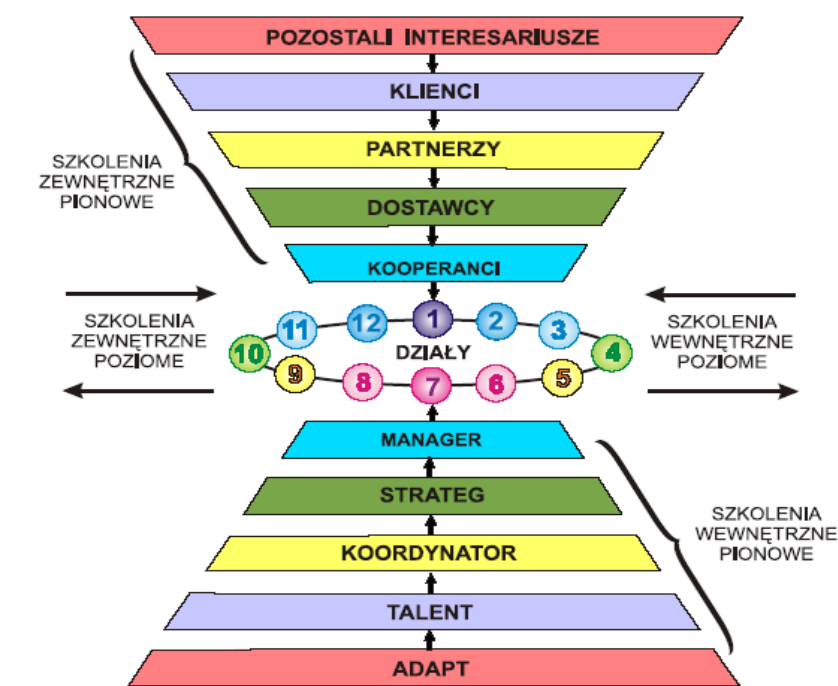 POZOSTALI INTERESARIUSZE
KLIENCI
PARTNERZY
SZKOLENIA
ZEWNĘTRZNE
PIONOWE
DOSTAWCY
KOOPERANCI
SZKOLENIA
ZEWNĘTRZNE
POZIOME
10
11
12
1
2
3
4
DZIAŁY
9
8
7
6
5
SZKOLENIA
WEWNĘTRZNE
POZIOME
MANAGER
STRATEG
SZKOLENIA
WEWNĘTRZNE
PIONOWE
KOORDYNATOR
TALENT
ADAPT